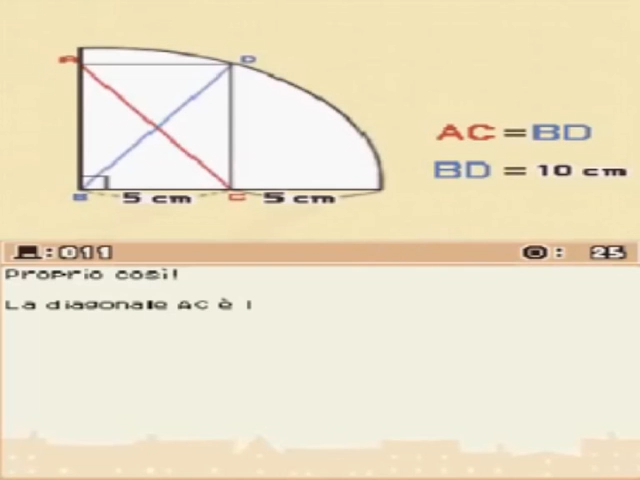 A D
AC = BD
BD = 10 cm
B 5 cm C 5 cm
:011 : 25
Proprio così!
La diagonale AC è l